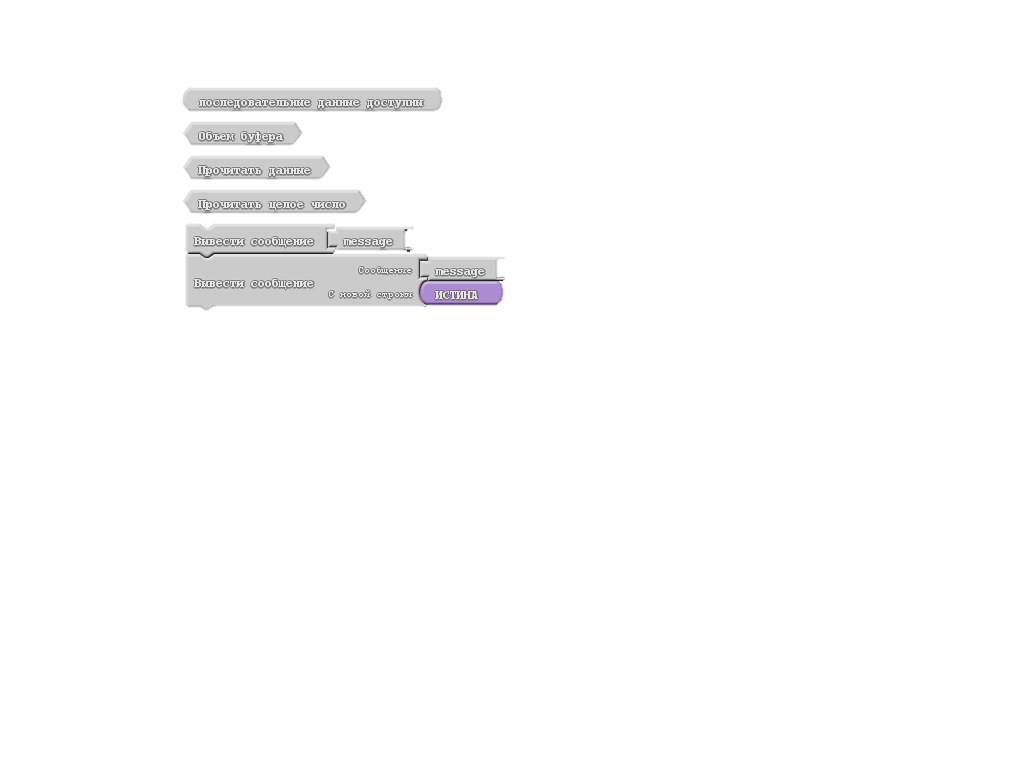 последовательные данные доступны
Объем буфера
Прочитать данные
Прочитать целое число
Вывести сообщение message
Сообщение message
Вывести сообщение
С новой строки ИСТИНА